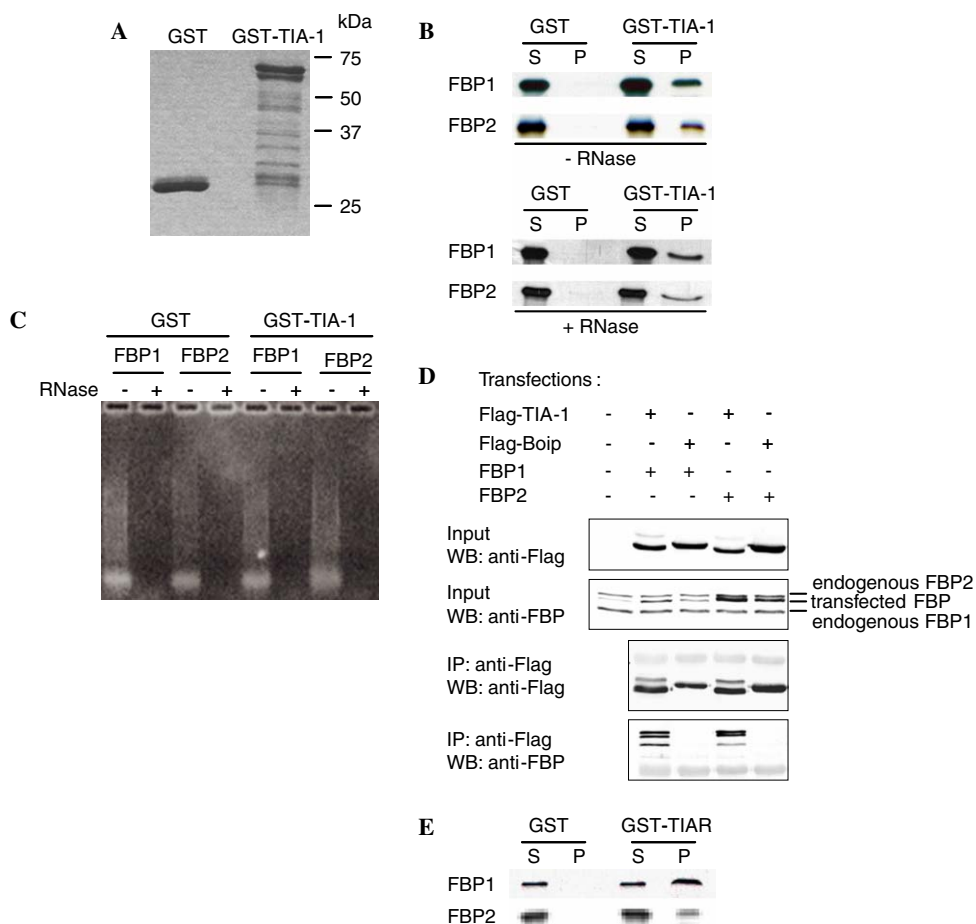 A
GST GST-TIA-1 kDa
75
50
37
25
B
GST GST-TIA-1
S P S P
FBP1
FBP2
- RNase
GST GST-TIA-1
S P S P
FBP1
FBP2
+ RNase
C
GST GST-TIA-1
FBP1 FBP2 FBP1 FBP2
RNase - + - + - + - +
D
Transfections :
Flag-TIA-1 - + - + -
Flag-Boip - - + - +
FBP1 - + + - -
FBP2 - - - + +
Input
WB: anti-Flag
Input
WB: anti-FBP
endogenous FBP2
transfected FBP
endogenous FBP1
IP: anti-Flag
WB: anti-Flag
IP: anti-Flag
WB: anti-FBP
E
GST GST-TIAR
S P S P
FBP1
FBP2